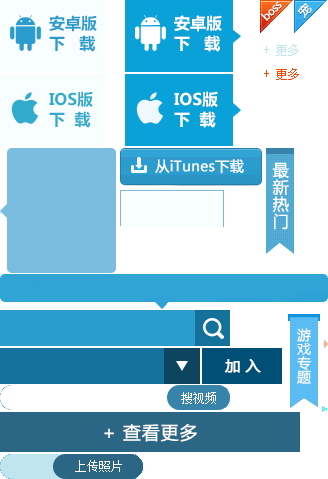 安卓版
下 载
安卓版
下 载
boss
宠
+ 更多
+ 更多
IOS版
下 载
IOS版
下 载
从iTunes下载
最新热门
游戏专题
加 入
搜视频
+ 查看更多
上传照片